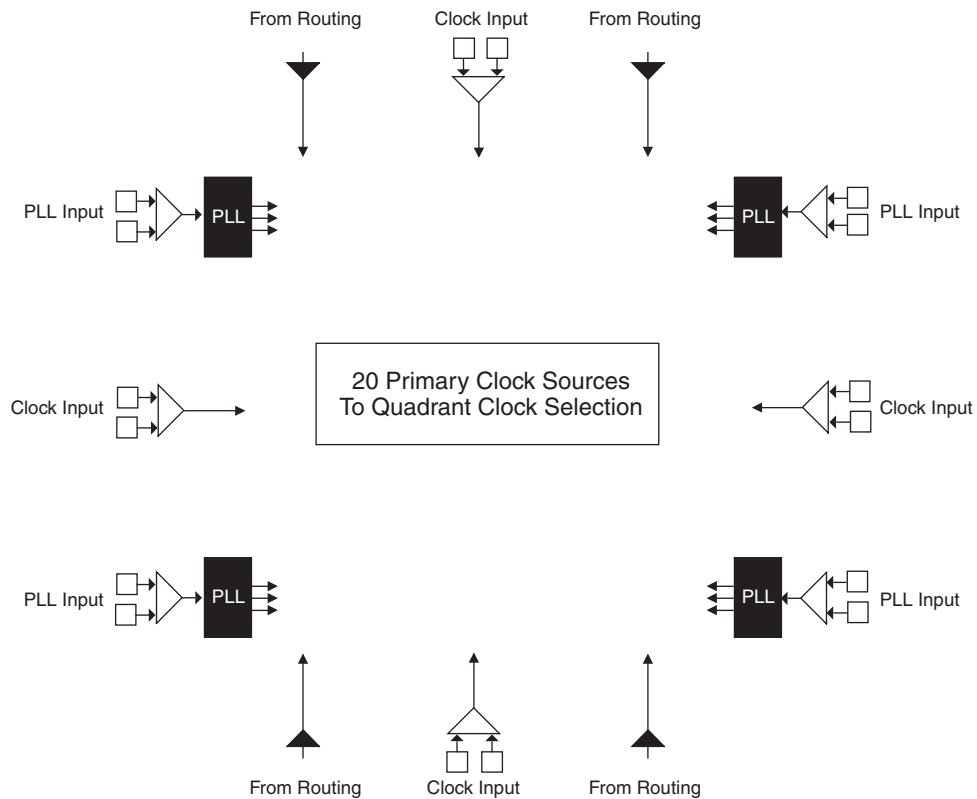 From Routing
Clock Input
From Routing
PLL Input
PLL
PLL
PLL Input
20 Primary Clock Sources
To Quadrant Clock Selection
Clock Input
Clock Input
PLL Input
PLL
PLL
PLL Input
From Routing
Clock Input
From Routing